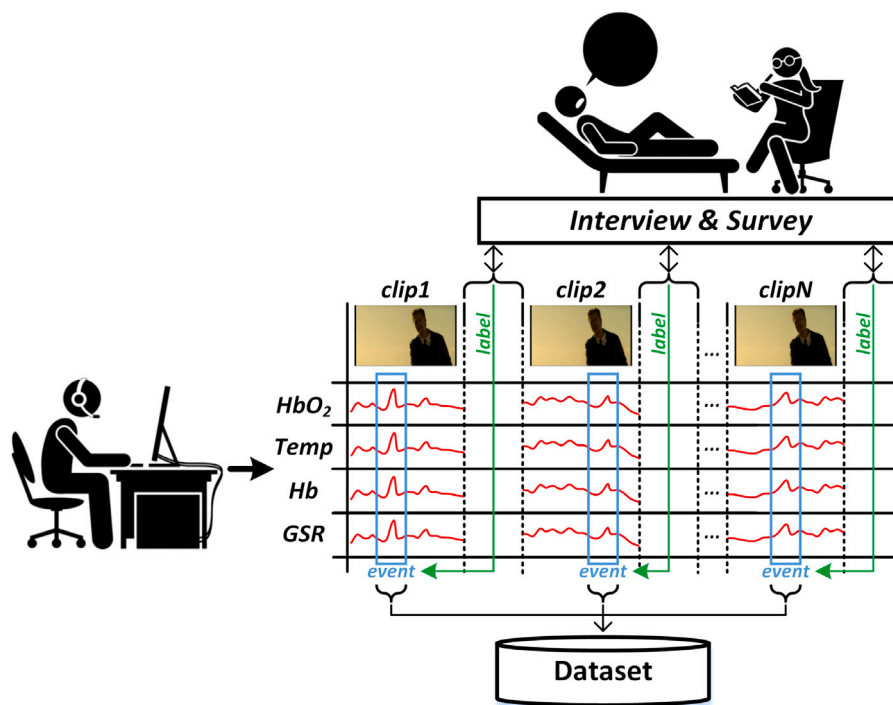 Interview & Survey
clip1 clip2 clipN
label label label
...
HbO₂ ...
Temp ...
Hb ...
GSR ...
event event event
Dataset